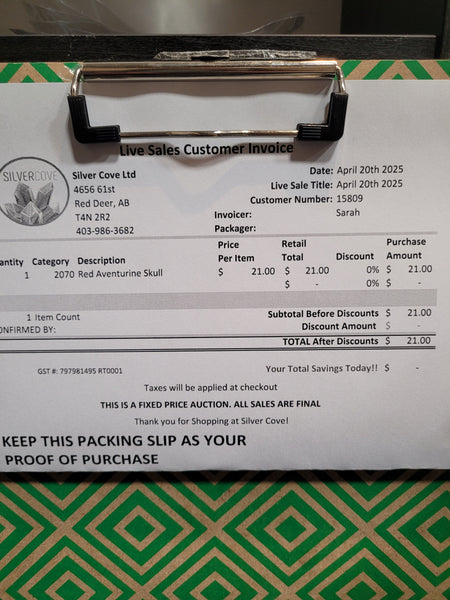 Live Sales Customer Invoice
SILVERCOVE
Silver Cove Ltd
4656 61st
Red Deer, AB
T4N 2R2
403-986-3682
Date: April 20th 2025
Live Sale Title: April 20th 2025
Customer Number: 15809
Invoicer: Sarah
Packager:
antity Category Description Price Per Item Retail Total Discount Purchase Amount
1 2070 Red Aventurine Skull $ 21.00 $ 21.00 0% $ 21.00
$ - 0% $ -
1 Item Count
Subtotal Before Discounts $ 21.00
ONFIRMED BY:
Discount Amount $ -
TOTAL After Discounts $ 21.00
GST #: 797981495 RT0001
Your Total Savings Today!! $ -
Taxes will be applied at checkout
THIS IS A FIXED PRICE AUCTION. ALL SALES ARE FINAL
Thank you for Shopping at Silver Cove!
KEEP THIS PACKING SLIP AS YOUR
PROOF OF PURCHASE